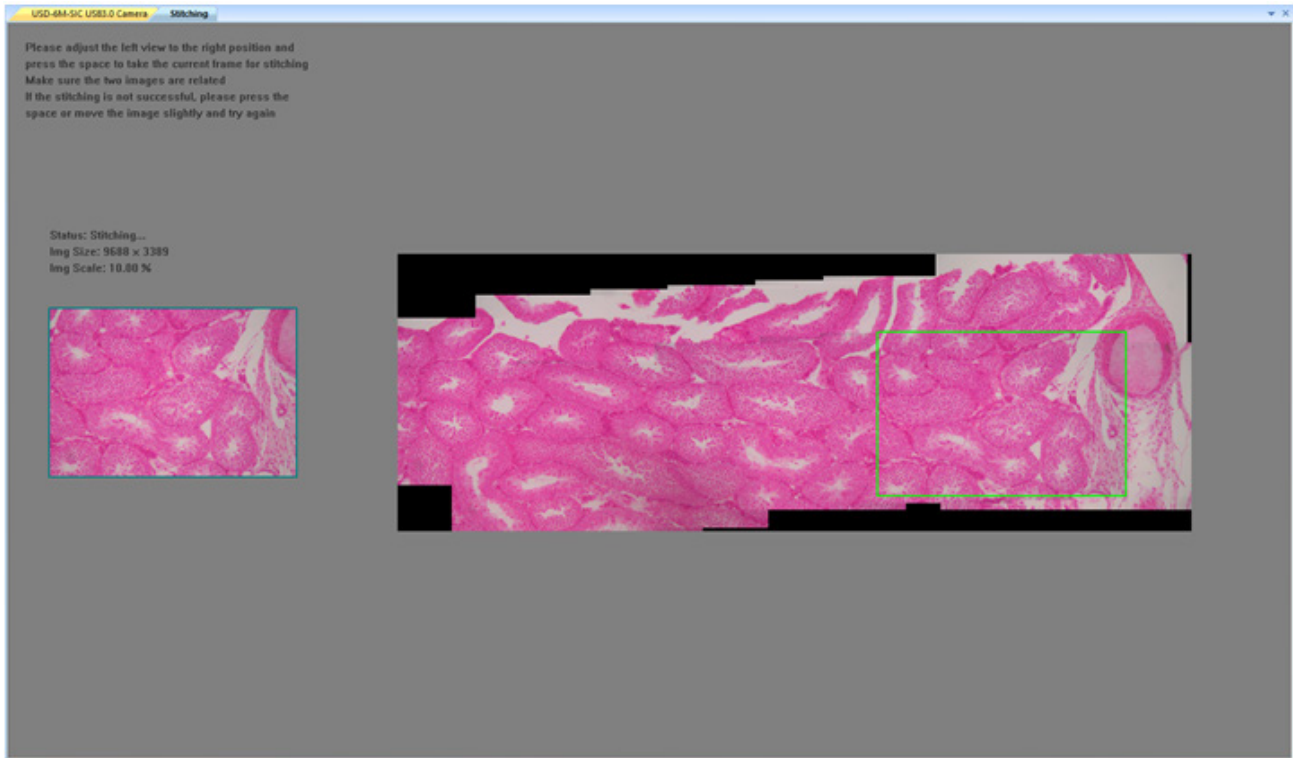 USD-6M-SIC USB3.0 Camera
Stitching
Please adjust the left view to the right position and
press the space to take the current frame for stitching
Make sure the two images are related
If the stitching is not successful, please press the
space or move the image slightly and try again
Status: Stitching...
Img Size: 9688 x 3389
Img Scale: 10.00 %